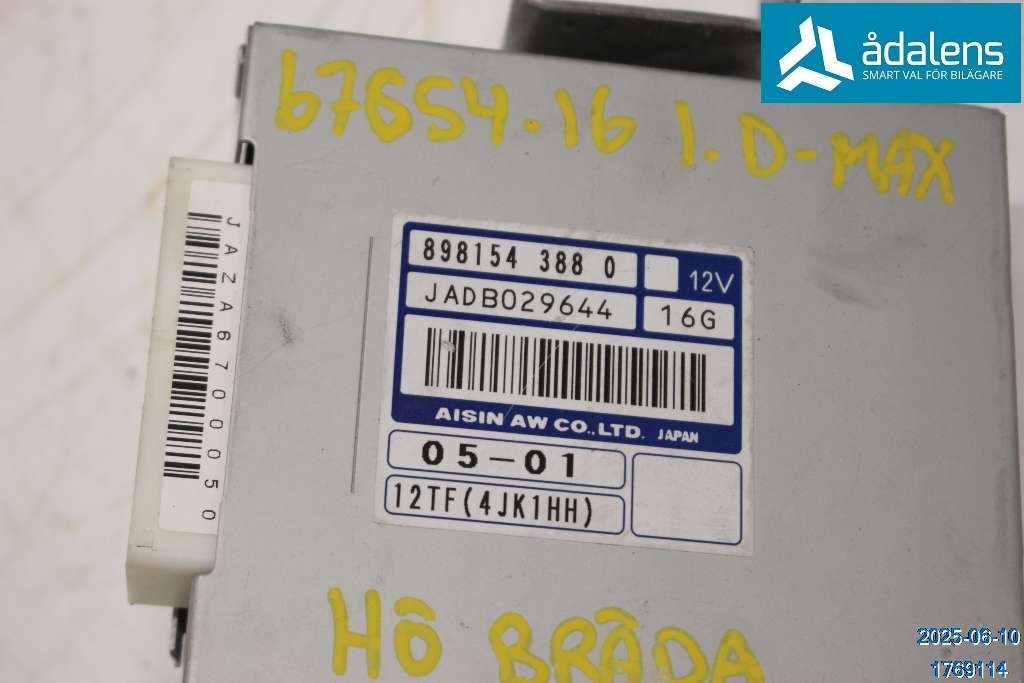 ådalens
SMART VAL FÖR BILÄGARE
67654.16 I.D-MAX
JAZA6700050
898154 388 0
12V
JADB029644
16G
AISIN AW CO.,LTD. JAPAN
05-01
12TF(4JK1HH)
HÖ BRÄDA
2025-06-10
1769114